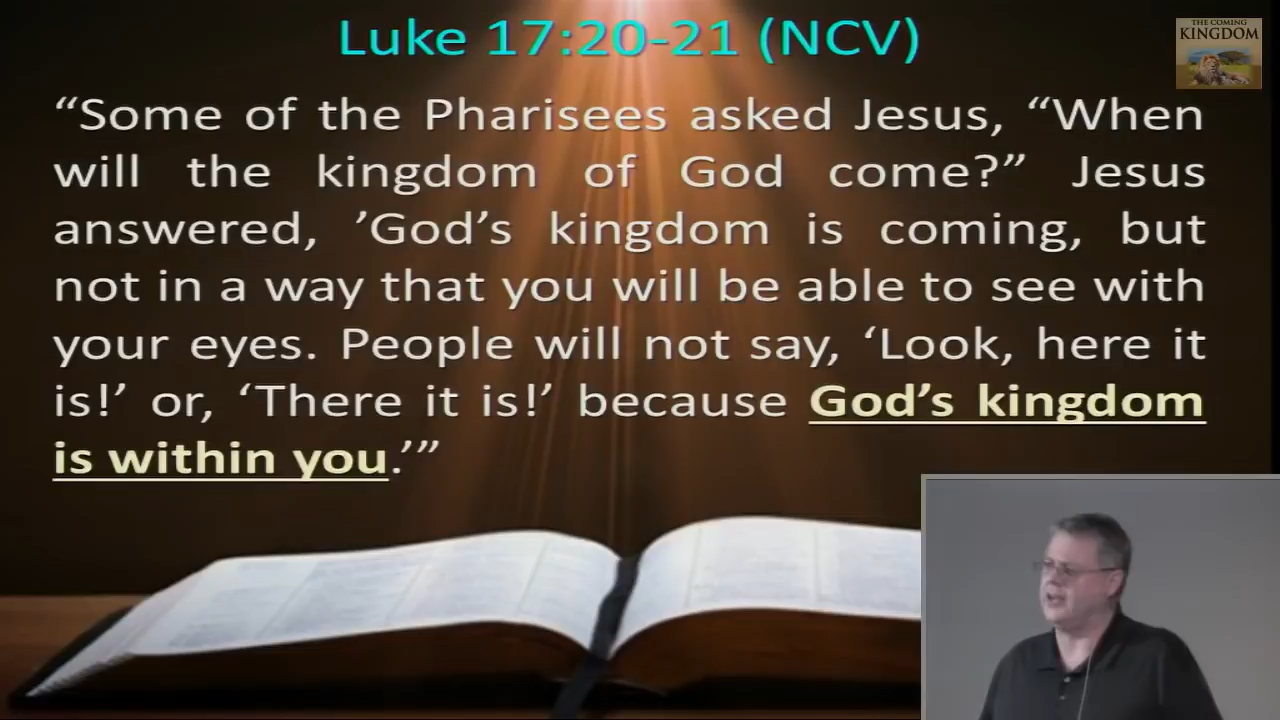 Luke 17:20-21 (NCV)
THE COMING
KINGDOM
“Some of the Pharisees asked Jesus, “When
will the kingdom of God come?” Jesus
answered, ’God’s kingdom is coming, but
not in a way that you will be able to see with
your eyes. People will not say, ‘Look, here it
is!’ or, ‘There it is!’ because God’s kingdom
is within you.’”